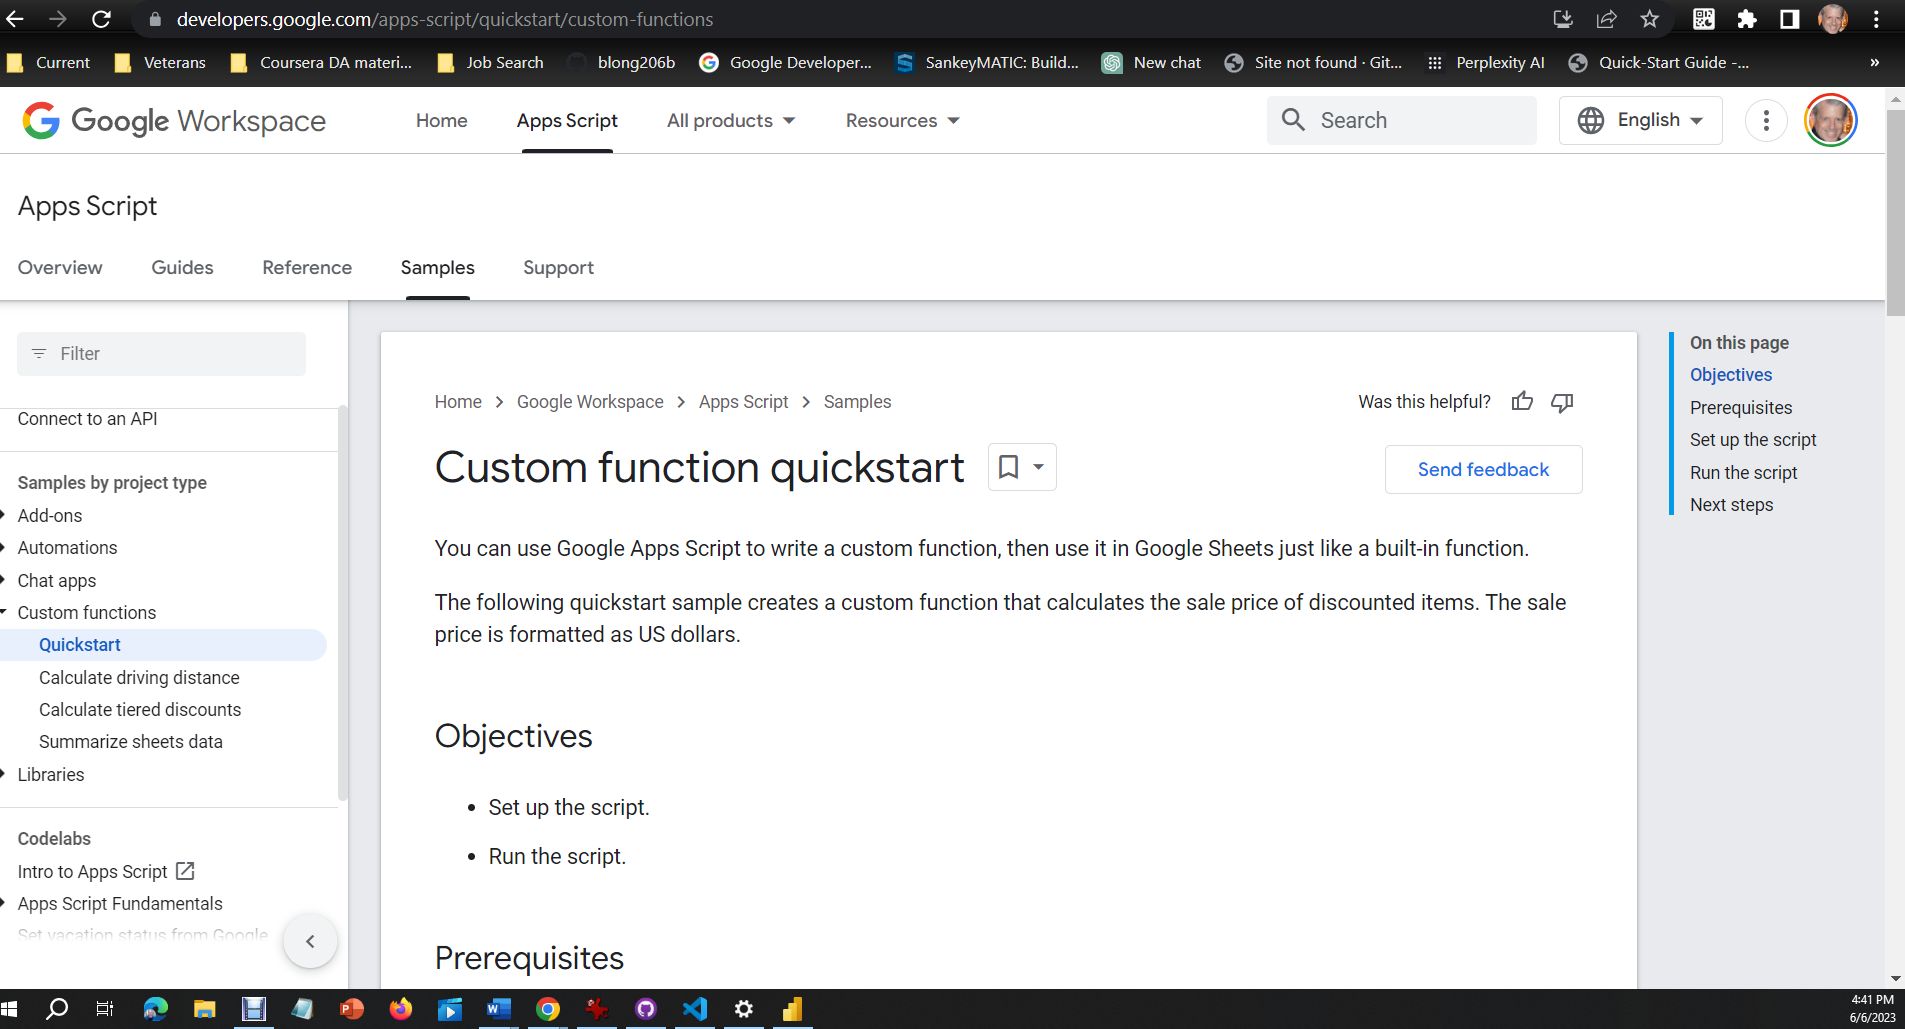 developers.google.com/apps-script/quickstart/custom-functions
Current Veterans Coursera DA materi... Job Search blong206b Google Developer... SankeyMATIC: Build... New chat Site not found · Git... Perplexity AI Quick-Start Guide -... »
Google Workspace Home Apps Script All products Resources Search English
Apps Script
Overview Guides Reference Samples Support
Filter
Connect to an API
Samples by project type
Add-ons
Automations
Chat apps
Custom functions
Quickstart
Calculate driving distance
Calculate tiered discounts
Summarize sheets data
Libraries
Codelabs
Intro to Apps Script
Apps Script Fundamentals
Set vacation status from Google
Home > Google Workspace > Apps Script > Samples
Was this helpful?
Custom function quickstart
Send feedback
You can use Google Apps Script to write a custom function, then use it in Google Sheets just like a built-in function.
The following quickstart sample creates a custom function that calculates the sale price of discounted items. The sale
price is formatted as US dollars.
Objectives
• Set up the script.
• Run the script.
Prerequisites
On this page
Objectives
Prerequisites
Set up the script
Run the script
Next steps
4:41 PM
6/6/2023